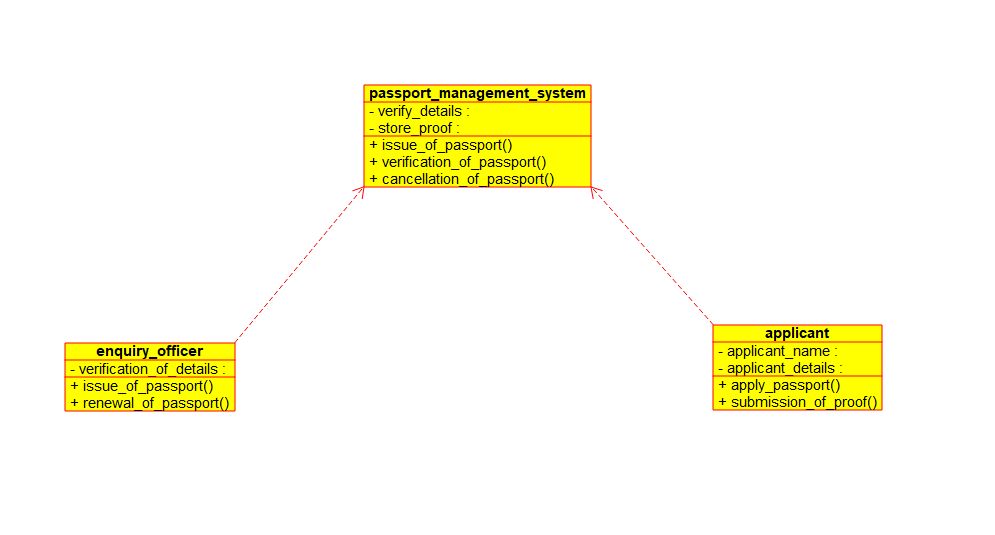 passport_management_system
- verify_details :
- store_proof :
+ issue_of_passport()
+ verification_of_passport()
+ cancellation_of_passport()
enquiry_officer
- verification_of_details :
+ issue_of_passport()
+ renewal_of_passport()
applicant
- applicant_name :
- applicant_details :
+ apply_passport()
+ submission_of_proof()